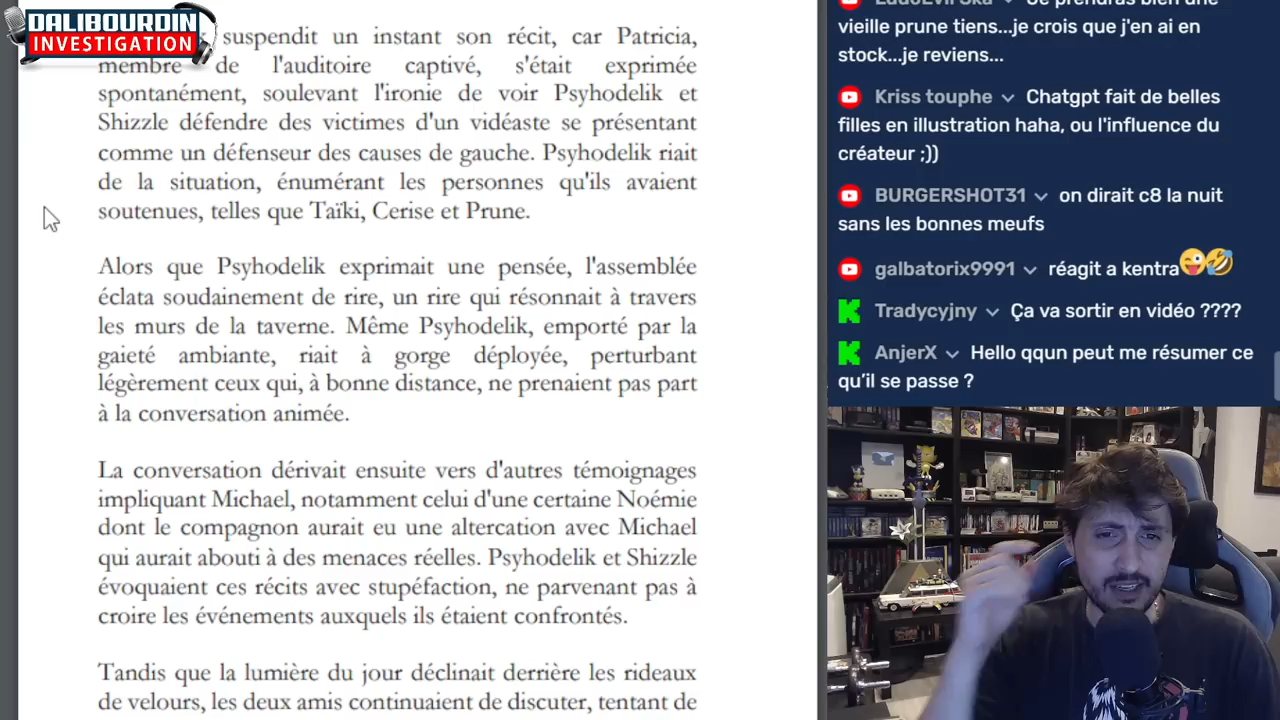 DALIBOURDIN
INVESTIGATION
suspendit un instant son récit, car Patricia,
membre de l'auditoire captivé, s'était exprimée
spontanément, soulevant l'ironie de voir Psyhodelik et
Shizzle défendre des victimes d'un vidéaste se présentant
comme un défenseur des causes de gauche. Psyhodelik riait
de la situation, énumérant les personnes qu'ils avaient
soutenues, telles que Taïki, Cerise et Prune.
Alors que Psyhodelik exprimait une pensée, l'assemblée
éclata soudainement de rire, un rire qui résonnait à travers
les murs de la taverne. Même Psyhodelik, emporté par la
gaieté ambiante, riait à gorge déployée, perturbant
légèrement ceux qui, à bonne distance, ne prenaient pas part
à la conversation animée.
La conversation dérivait ensuite vers d'autres témoignages
impliquant Michael, notamment celui d'une certaine Noémie
dont le compagnon aurait eu une altercation avec Michael
qui aurait abouti à des menaces réelles. Psyhodelik et Shizzle
évoquaient ces récits avec stupéfaction, ne parvenant pas à
croire les événements auxquels ils étaient confrontés.
Tandis que la lumière du jour déclinait derrière les rideaux
de velours, les deux amis continuaient de discuter, tentant de
Je prendras bien une
vieille prune tiens...je crois que j'en ai en
stock...je reviens...
Kriss touphe Chatgpt fait de belles
filles en illustration haha, ou l'influence du
créateur ;))
BURGERSHOT31 on dirait c8 la nuit
sans les bonnes meufs
galbatorix9991 réagit a kentra😜🤣
Tradycyjny Ça va sortir en vidéo ????
AnjerX Hello qqun peut me résumer ce
qu'il se passe ?